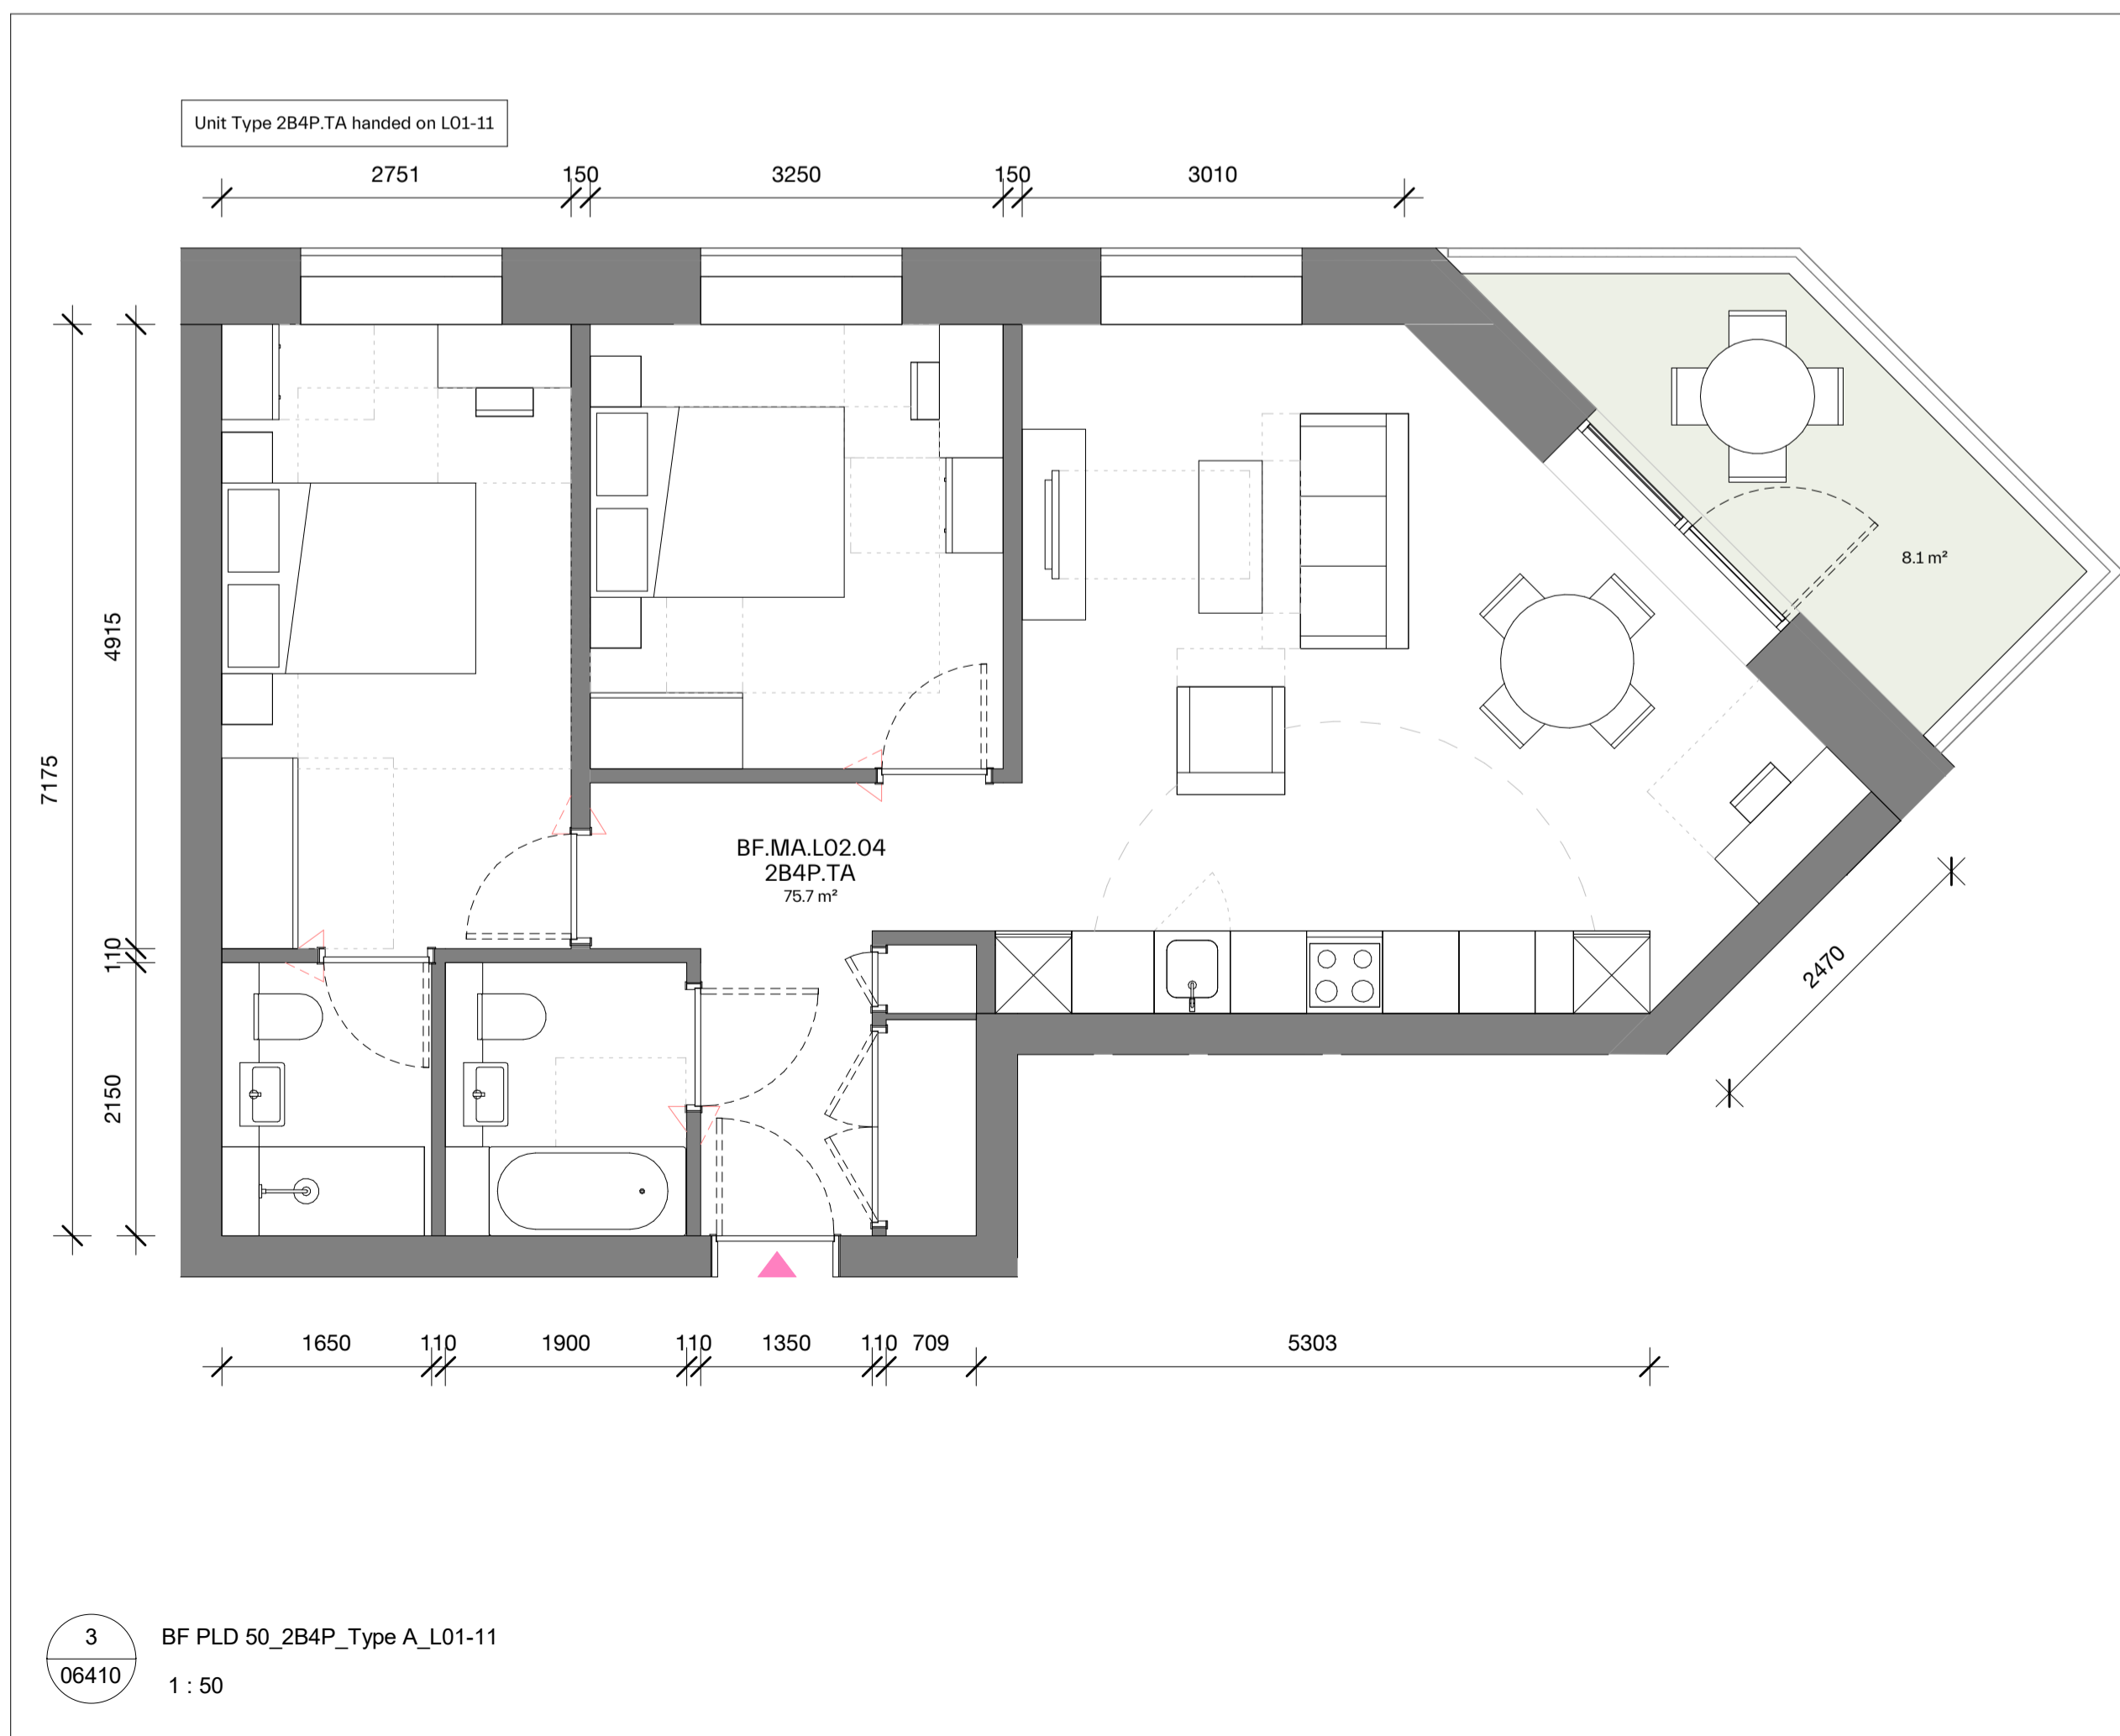 Unit Type 2B4P.TA handed on L01-11
2751 150 3250 150 3010
8.1 m²
4915
7175
BF.MA.L02.04
2B4P.TA
75.7 m²
110
2470
2150
1650 110 1900 110 1350 110 709 5303
3
06410
BF PLD 50_2B4P_Type A_L01-11
1 : 50